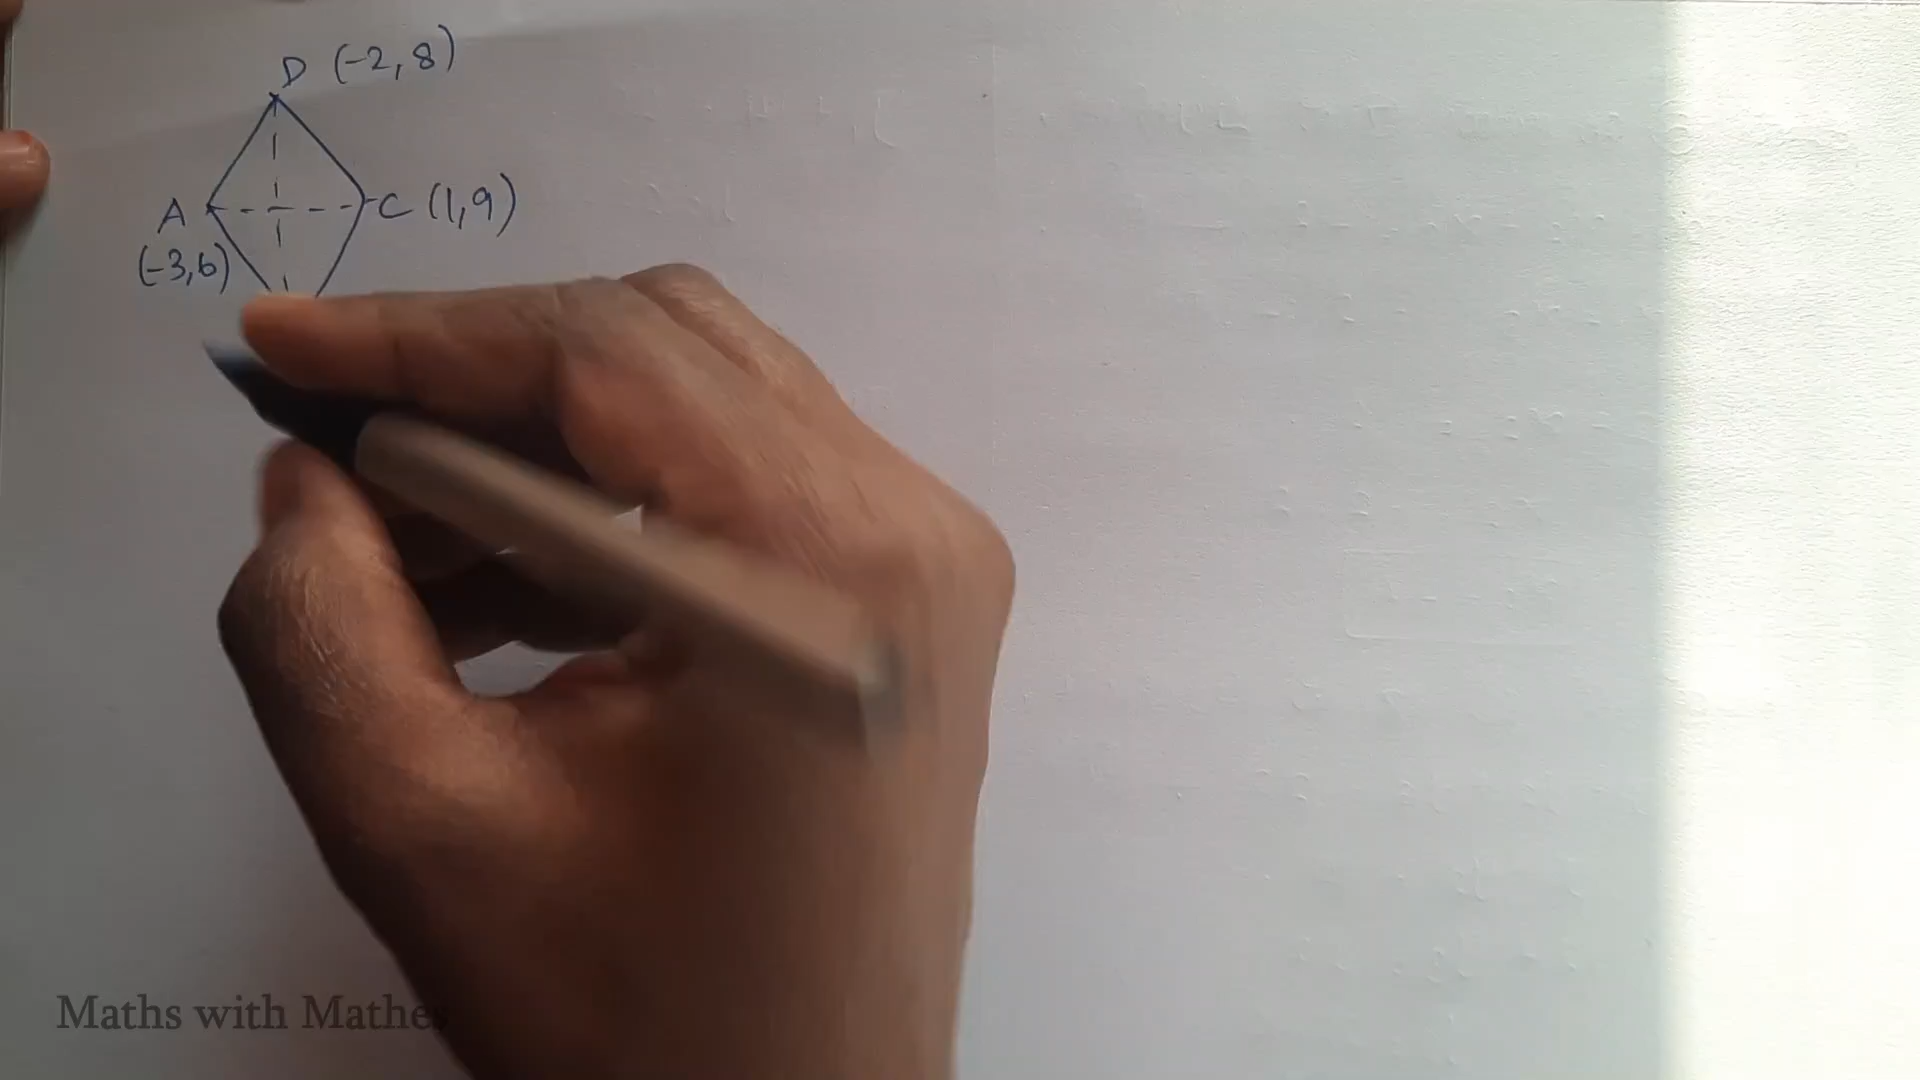 D (-2, 8)
A
C (1, 9)
(-3, 6)
Maths with Mathes